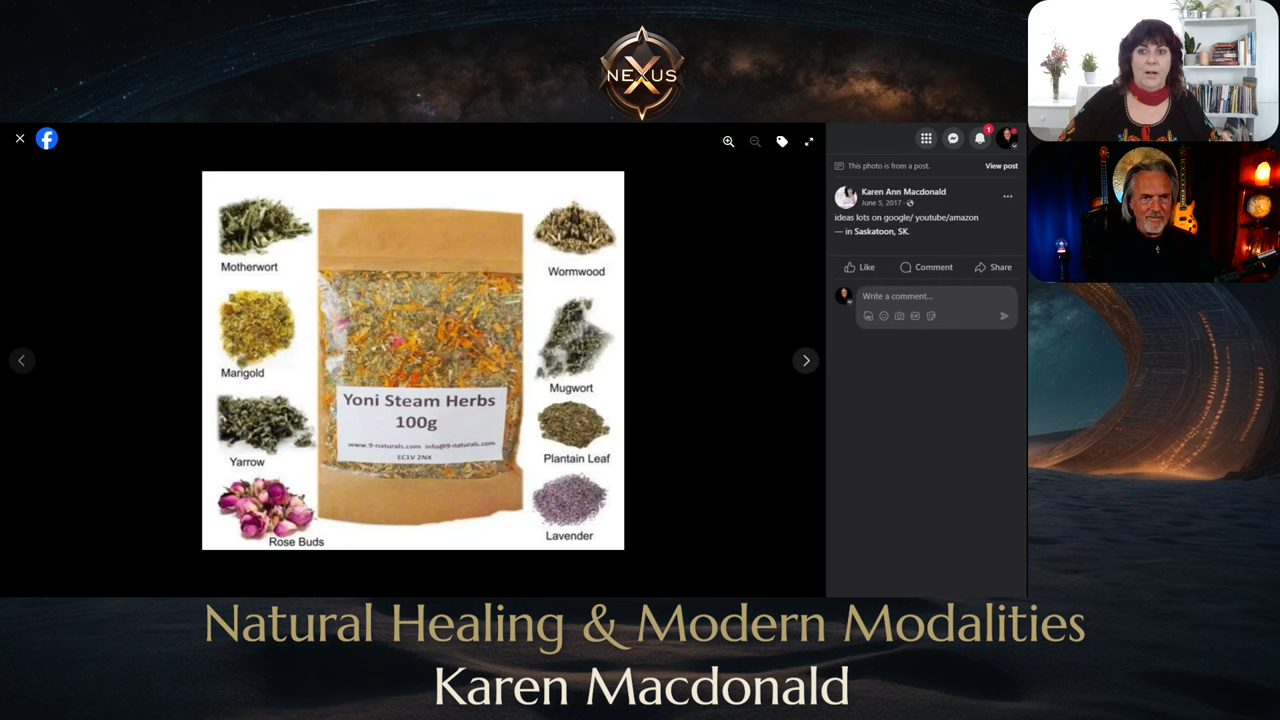 NEXUS
1
This photo is from a post.
View post
Karen Ann Macdonald
June 5, 2017 ·
ideas lots on google/ youtube/amazon
— in Saskatoon, SK.
Like
Comment
Share
Write a comment...
Motherwort
Wormwood
Marigold
Mugwort
Yoni Steam Herbs
100g
www.9-naturals.com info@9-naturals.com
EC1V 2NX
Yarrow
Plantain Leaf
Rose Buds
Lavender
Natural Healing & Modern Modalities
Karen Macdonald